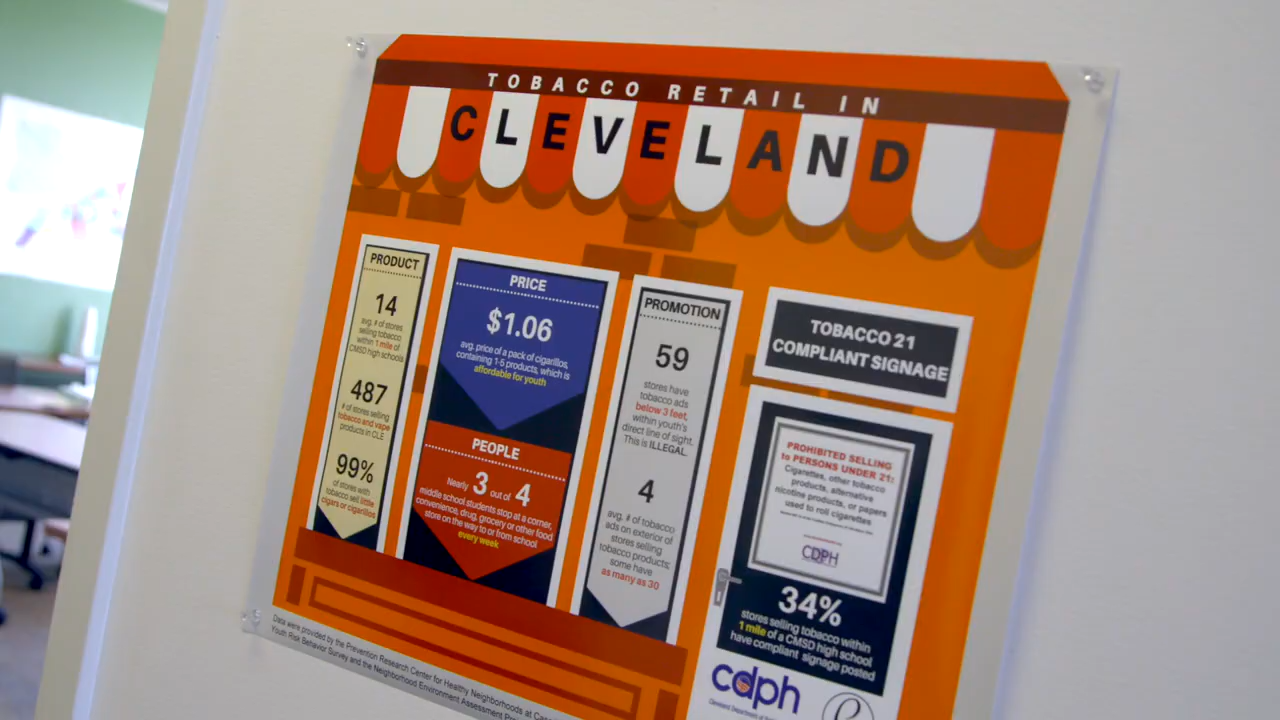 TOBACCO RETAIL IN
CLEVELAND
PRODUCT
14
avg. # of stores
selling tobacco
within 1 mile of
CMSD high schools
487
# of stores selling
tobacco and vape
products in CLE
99%
of stores with
tobacco sell little
cigars or cigarillos
PRICE
$1.06
avg. price of a pack of cigarillos,
containing 1-5 products, which is
affordable for youth
PEOPLE
Nearly 3 out of 4
middle school students stop at a corner,
convenience, drug, grocery or other food
store on the way to or from school
every week
PROMOTION
59
stores have
tobacco ads
below 3 feet,
within youth's
direct line of sight.
This is ILLEGAL.
4
avg. # of tobacco
ads on exterior of
stores selling
tobacco products;
some have
as many as 30
TOBACCO 21
COMPLIANT SIGNAGE
PROHIBITED SELLING
to PERSONS UNDER 21:
Cigarettes, other tobacco
products, alternative
nicotine products, or papers
used to roll cigarettes
CDPH
34%
stores selling tobacco within
1 mile of a CMSD high school
have compliant signage posted
cdph
Cleveland Department of
Data were provided by the Prevention Research Center for Healthy Neighborhoods at
Youth Risk Behavior Survey and the Neighborhood Environment Assessment